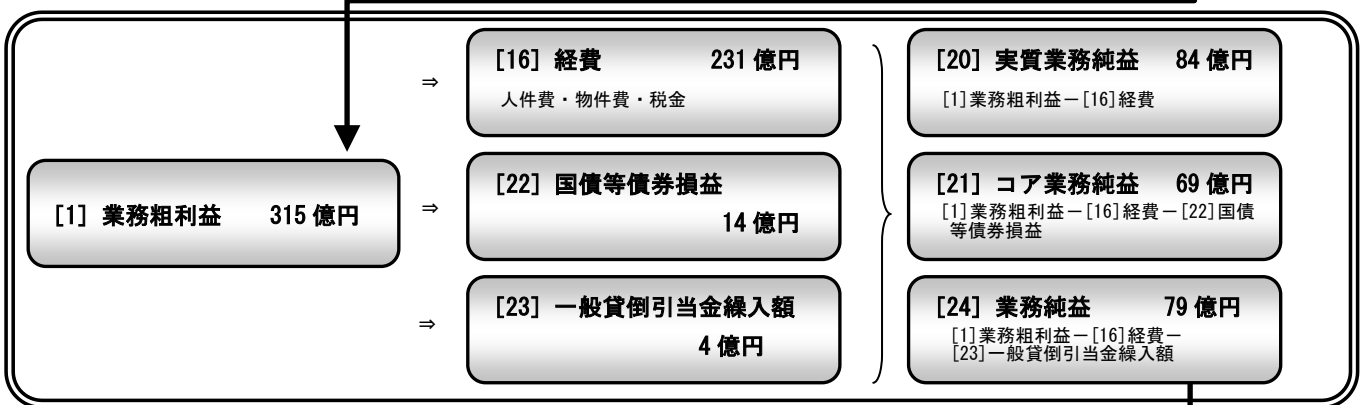 [1] 業務粗利益 315 億円
⇒
[16] 経費 231 億円
人件費・物件費・税金
⇒
[22] 国債等債券損益
14 億円
⇒
[23] 一般貸倒引当金繰入額
4 億円
[20] 実質業務純益 84 億円
[1]業務粗利益－[16]経費
[21] コア業務純益 69 億円
[1]業務粗利益－[16]経費－[22]国債
等債券損益
[24] 業務純益 79 億円
[1]業務粗利益－[16]経費－
[23]一般貸倒引当金繰入額